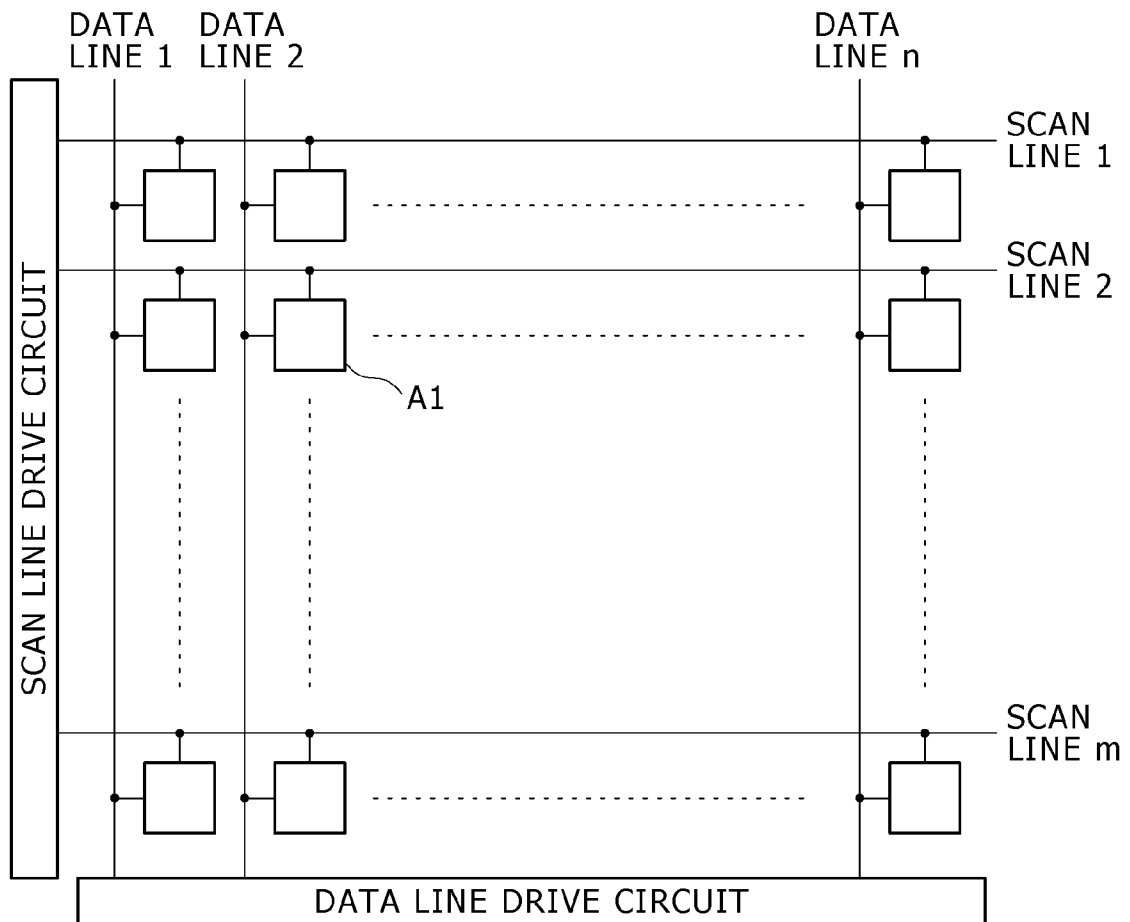 DATA
LINE 1
DATA
LINE 2
DATA
LINE n
SCAN
LINE 1
SCAN
LINE 2
A1
SCAN LINE DRIVE CIRCUIT
SCAN
LINE m
DATA LINE DRIVE CIRCUIT